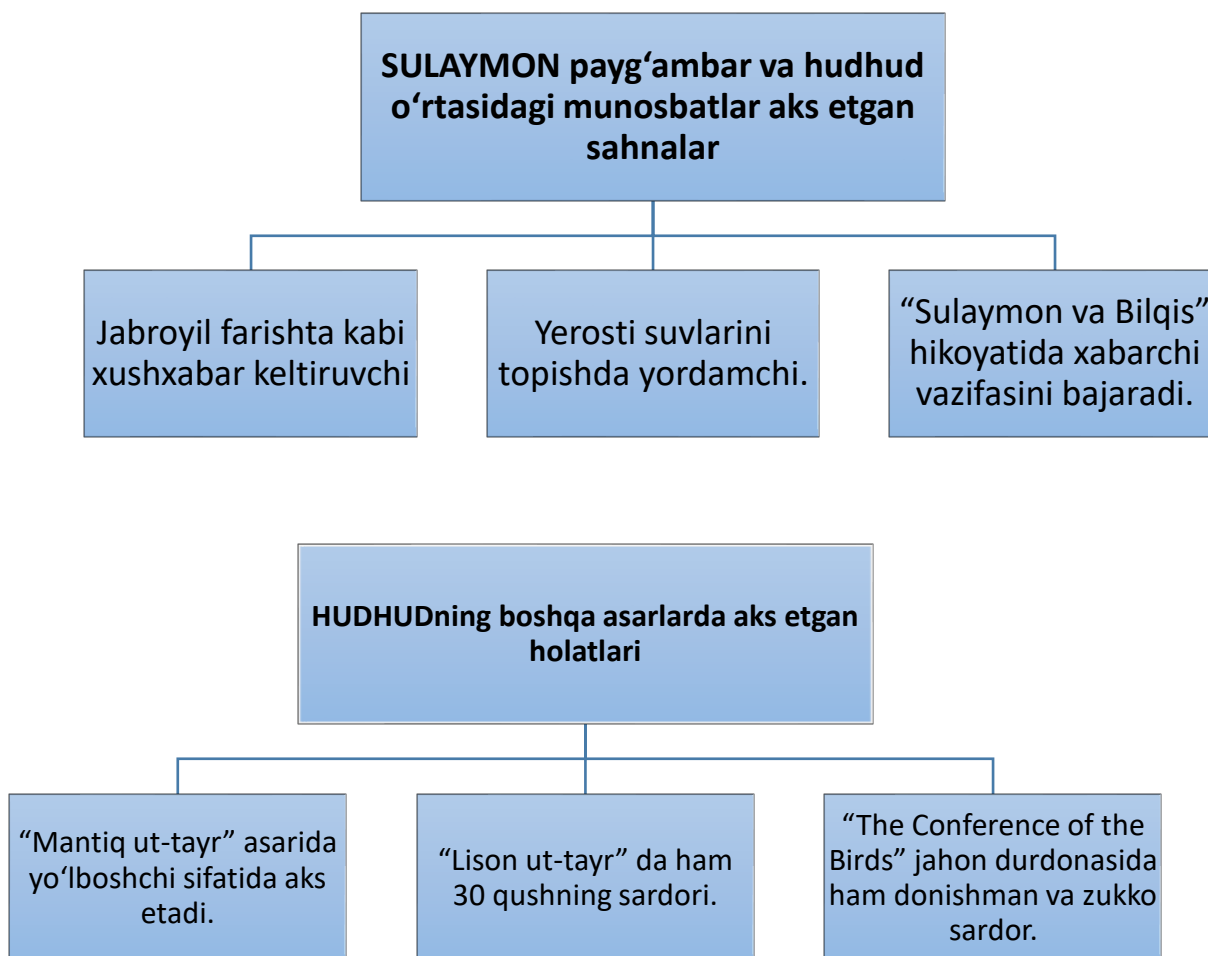 SULAYMON payg‘ambar va hudhud
o‘rtasidagi munosbatlar aks etgan
sahnalar
Jabroyil farishta kabi
xushxabar keltiruvchi
Yerosti suvlarini
topishda yordamchi.
“Sulaymon va Bilqis”
hikoyatida xabarchi
vazifasini bajaradi.
HUDHUDning boshqa asarlarda aks etgan
holatlari
“Mantiq ut-tayr” asarida
yo‘lboshchi sifatida aks
etadi.
“Lison ut-tayr” da ham
30 qushning sardori.
“The Conference of the
Birds” jahon durdonasida
ham donishman va zukko
sardor.